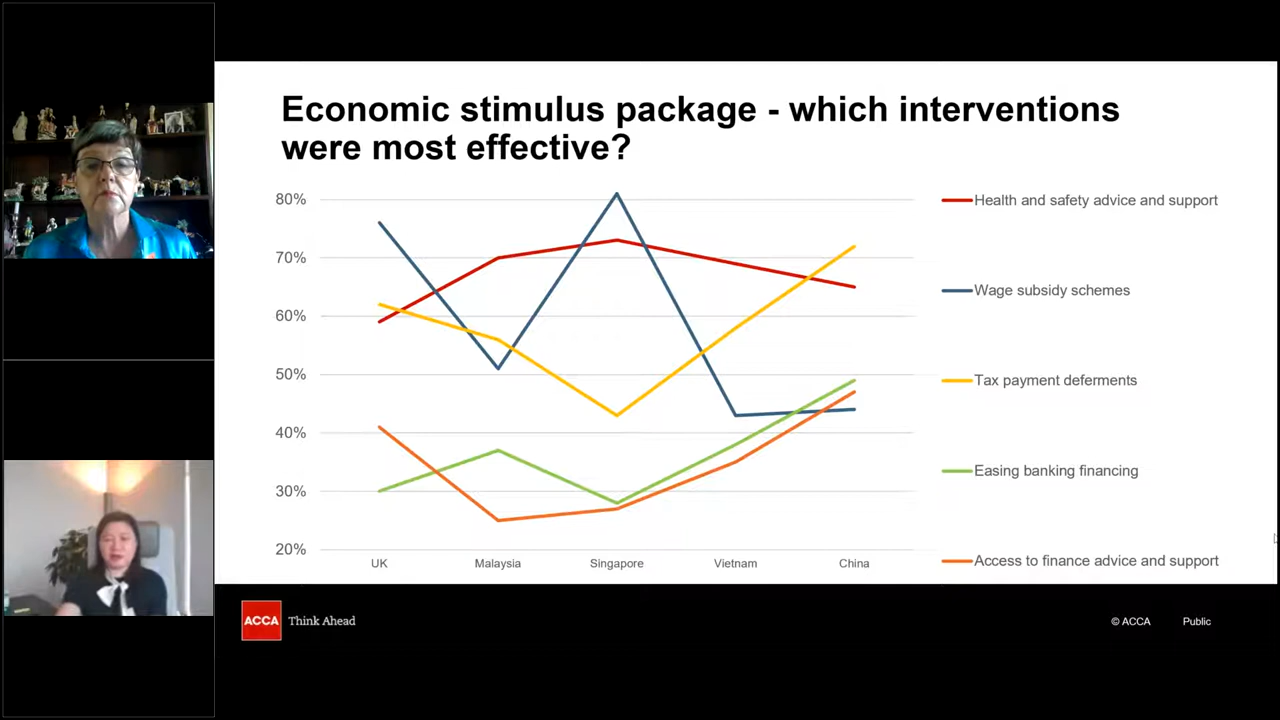 Economic stimulus package - which interventions
were most effective?
80%
70%
60%
50%
40%
30%
20%
UK
Malaysia
Singapore
Vietnam
China
Health and safety advice and support
Wage subsidy schemes
Tax payment deferments
Easing banking financing
Access to finance advice and support
ACCA
Think Ahead
© ACCA
Public